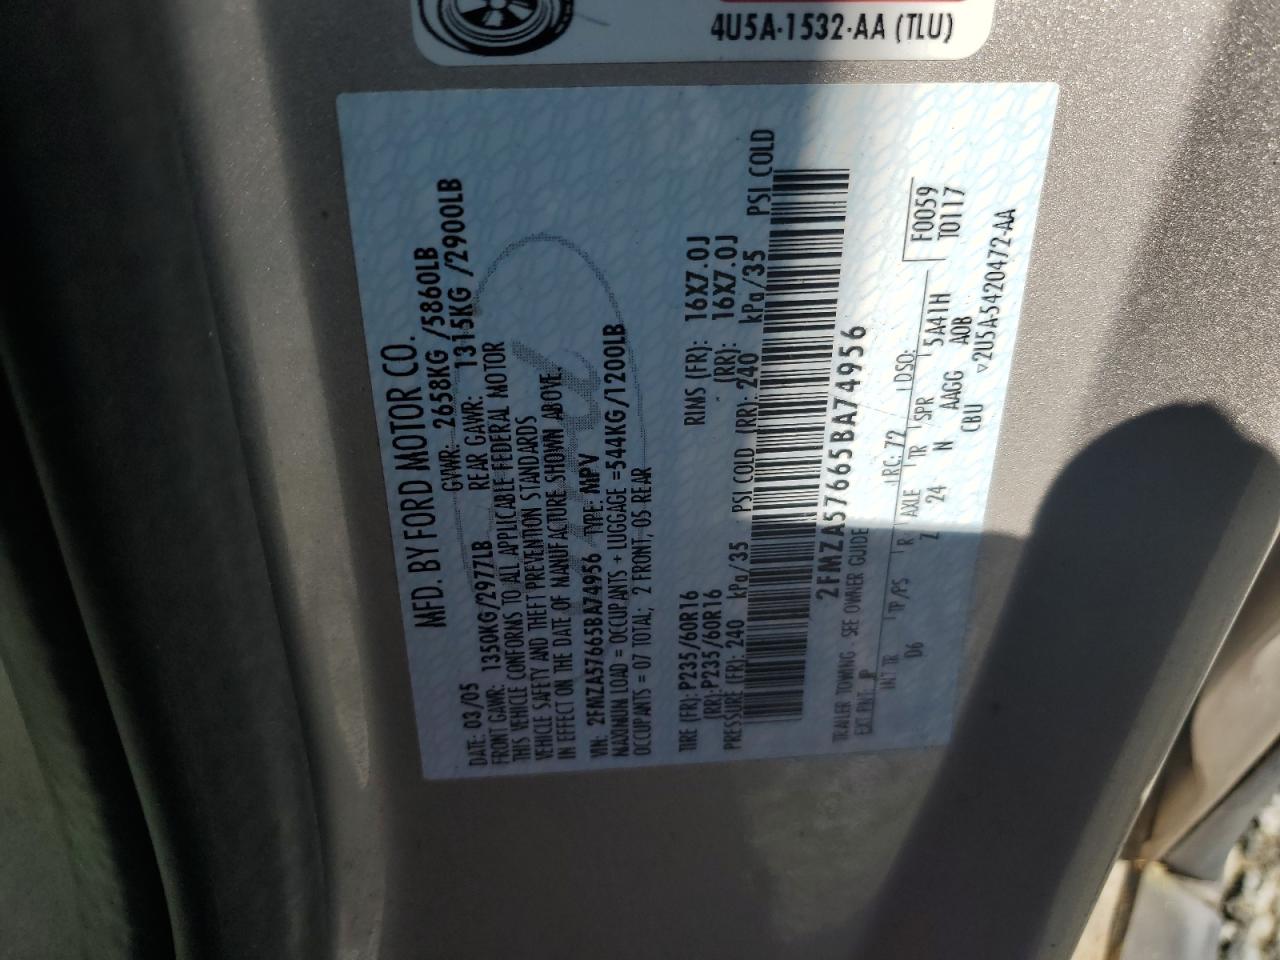 4U5A-1532-AA (TLU)
MFD. BY FORD MOTOR CO.
DATE: 03/05 GVWR: 2658KG /5860LB
FRONT GAWR: 1350KG/2977LB REAR GAWR: 1315KG /2900LB
THIS VEHICLE CONFORMS TO ALL APPLICABLE FEDERAL MOTOR
VEHICLE SAFETY AND THEFT PREVENTION STANDARDS
IN EFFECT ON THE DATE OF MANUFACTURE SHOWN ABOVE.
VIN: 2FMZA57665BA74956 TYPE: MPV
MAXIMUM LOAD = OCCUPANTS + LUGGAGE =544KG/1200LB
OCCUPANTS = 07 TOTAL; 2 FRONT, 05 REAR
TIRE (FR): P235/60R16 RIMS (FR): 16X7.0J
(RR): P235/60R16 (RR): 16X7.0J
PRESSURE (FR): 240 kPa/35 PSI COLD (RR): 240 kPa/35 PSI COLD
2FMZA57665BA74956
TRAILER TOWING SEE OWNER GUIDE
EXT PNT: JP RC: 72 DSO: F0059
INT TR TP/PS R AXLE TR SPR 5A41H T0117
D6 Z 24 N AAGG AOB
CBU v2U5A-5420472-AA